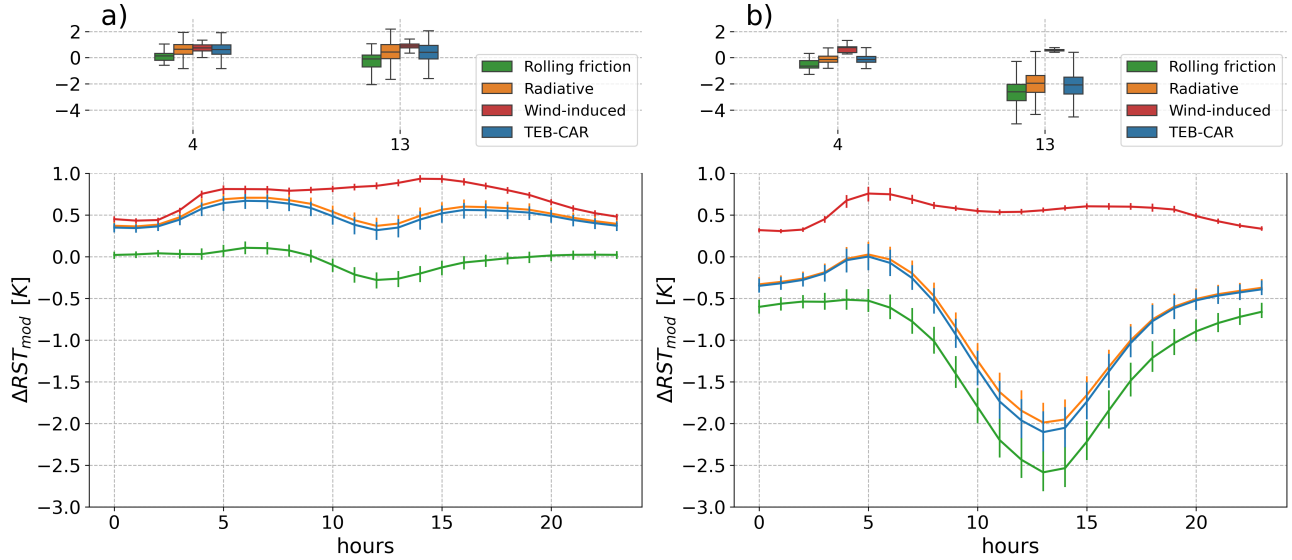 a)
2
0
−2
−4
4
13
Rolling friction
Radiative
Wind-induced
TEB-CAR
1.0
0.5
0.0
−0.5
−1.0
−1.5
−2.0
−2.5
−3.0
ΔRSTmod [K]
0
5
10
15
20
hours
b)
2
0
−2
−4
4
13
Rolling friction
Radiative
Wind-induced
TEB-CAR
1.0
0.5
0.0
−0.5
−1.0
−1.5
−2.0
−2.5
−3.0
ΔRSTmod [K]
0
5
10
15
20
hours